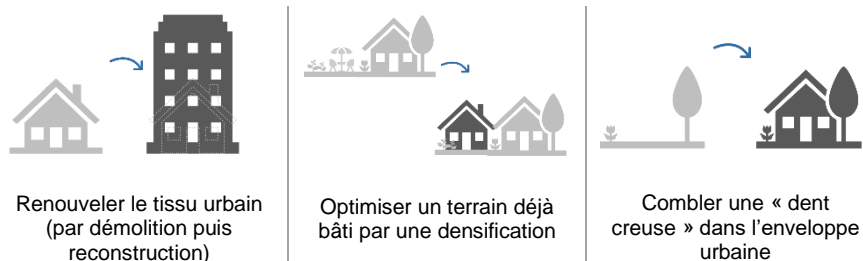 Renouveler le tissu urbain
(par démolition puis
reconstruction)
Optimiser un terrain déjà
bâti par une densification
Combler une « dent
creuse » dans l’enveloppe
urbaine